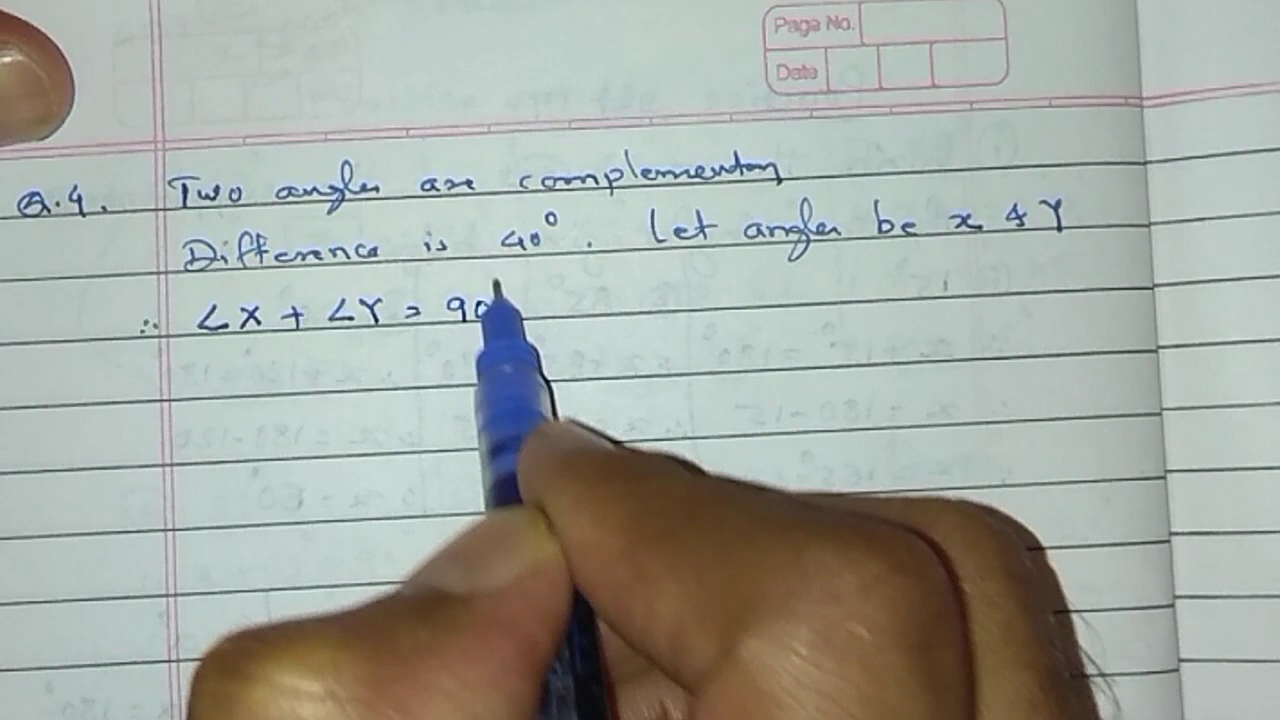 Page No.
Date
Q.4. Two angles are complementary
Difference is 40°. Let angles be x & Y
∴ ∠X + ∠Y = 90